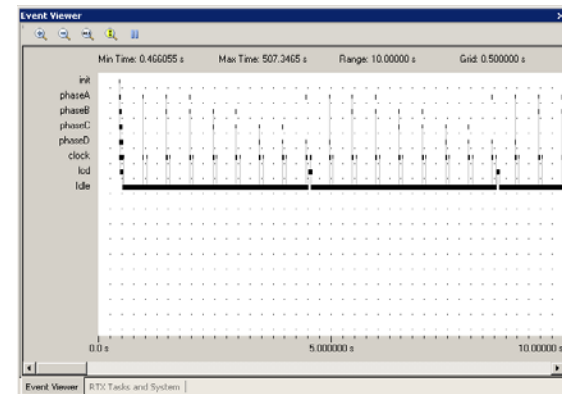 Event Viewer
Min Time: 0.466055 s Max Time: 507.3465 s Range: 10.00000 s Grid: 0.500000 s
init
phaseA
phaseB
phaseC
phaseD
clock
lcd
Idle
0.0 s 5.000000 s 10.00000 s
Event Viewer RTX Tasks and System